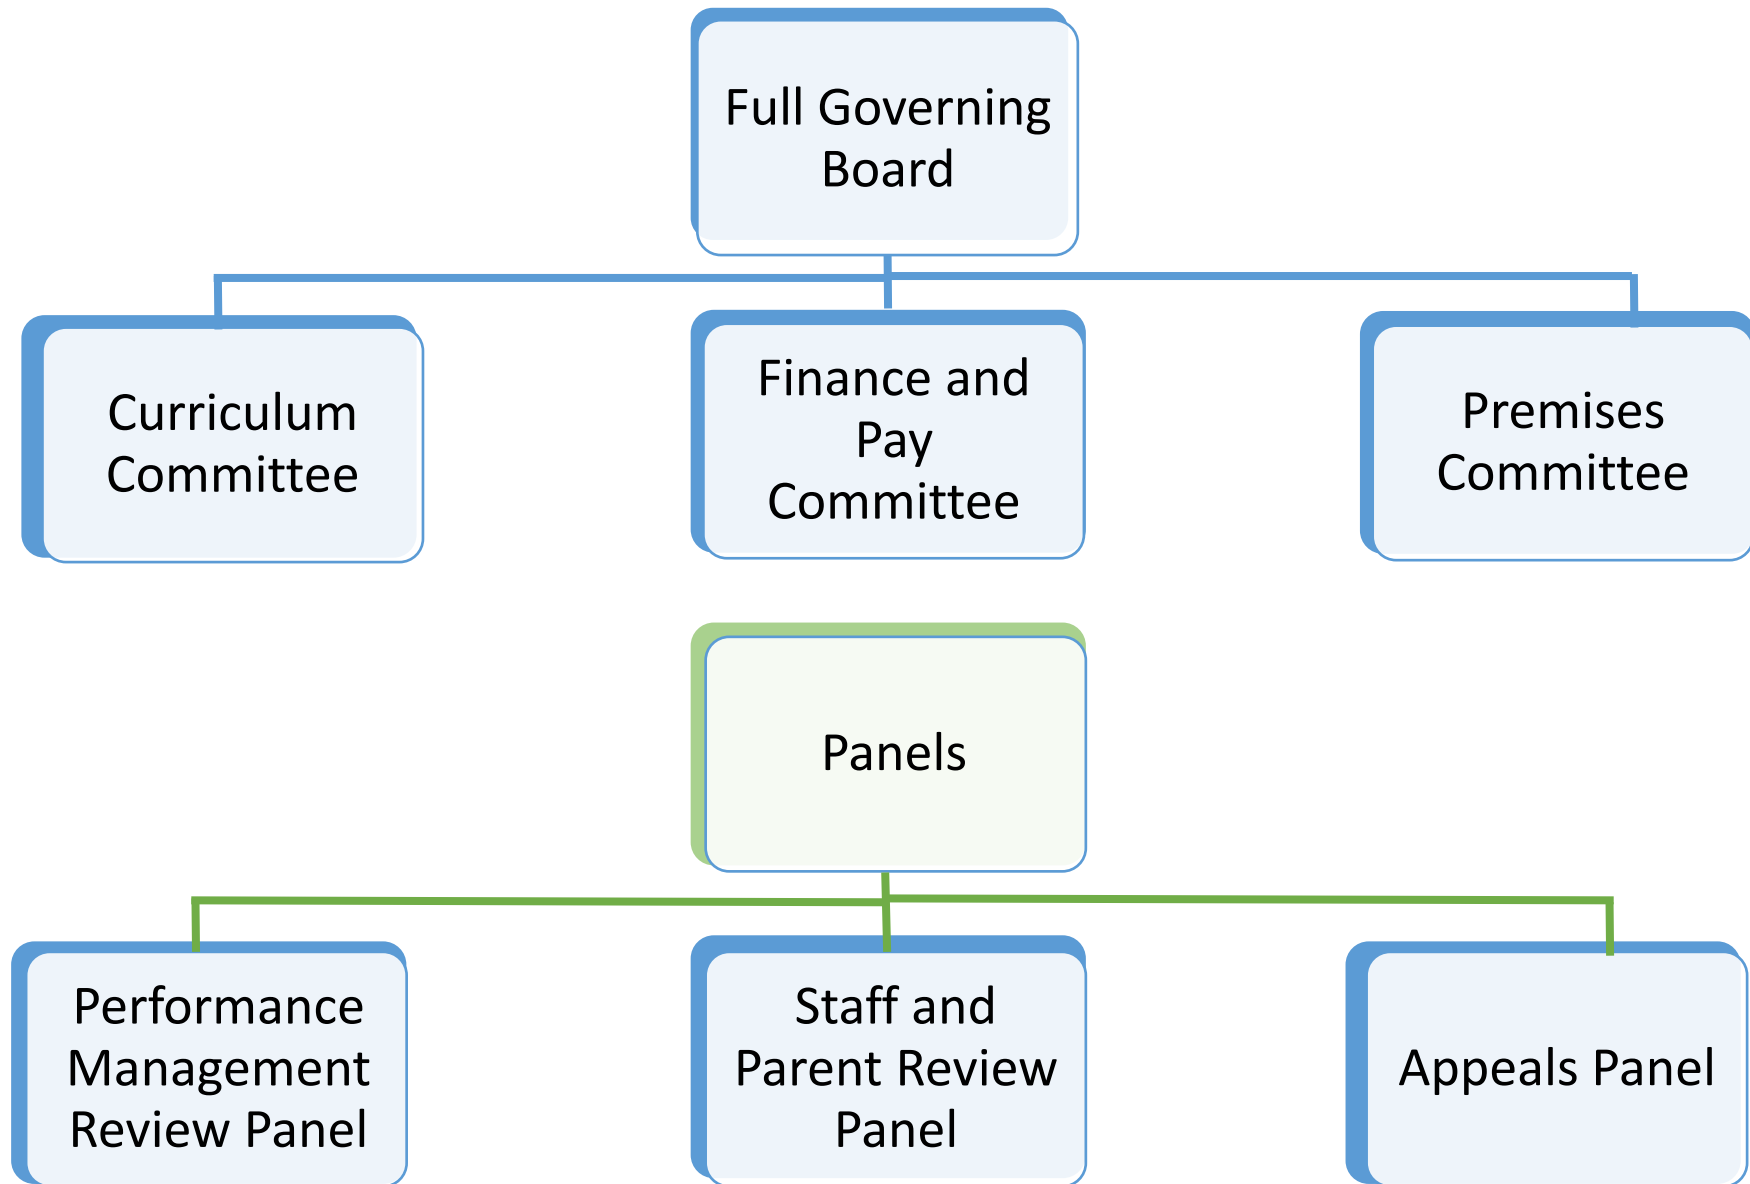 Full Governing
Board
Curriculum
Committee
Finance and
Pay
Committee
Premises
Committee
Panels
Performance
Management
Review Panel
Staff and
Parent Review
Panel
Appeals Panel